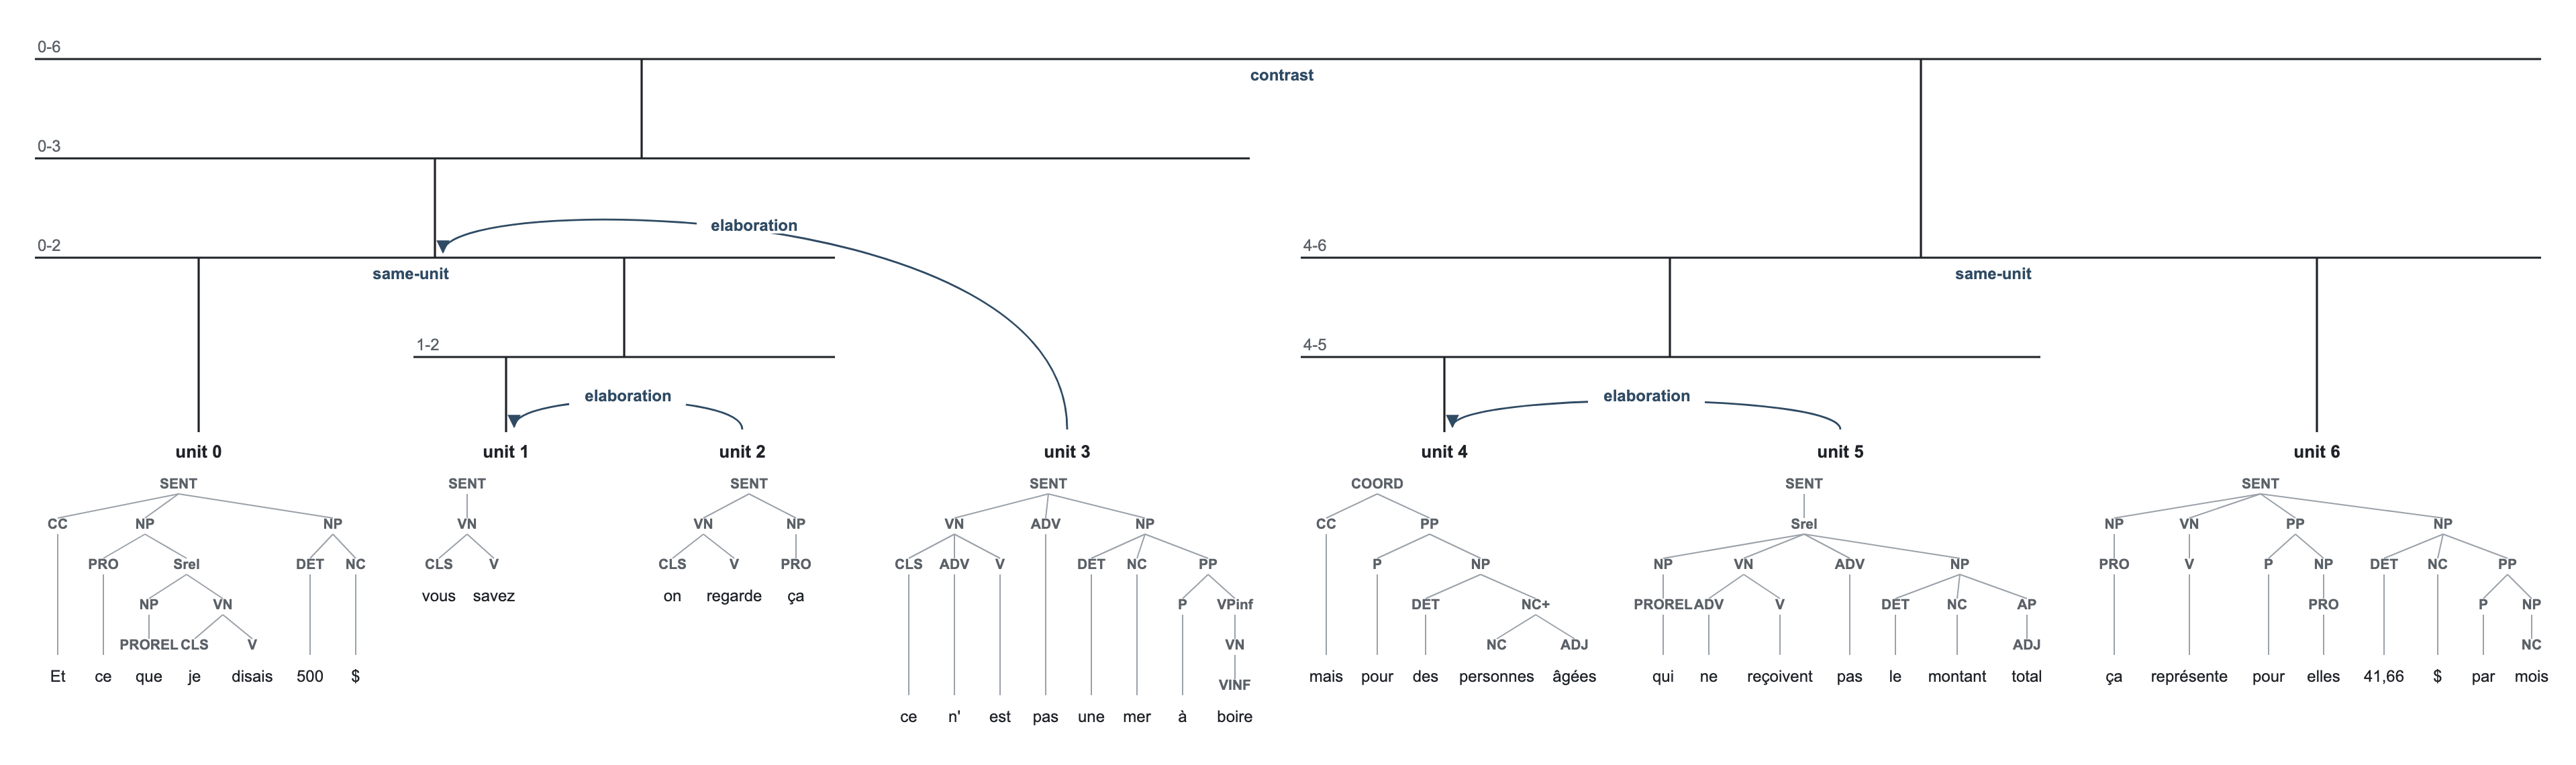 0-6
contrast
0-3
elaboration
0-2 4-6
same-unit same-unit
1-2 4-5
elaboration elaboration
unit 0 unit 1 unit 2 unit 3 unit 4 unit 5 unit 6
SENT SENT SENT SENT COORD SENT SENT
CC NP NP VN VN NP VN ADV NP CC PP Srel NP VN PP NP
PRO Srel DET NC CLS V CLS V PRO CLS ADV V DET NC PP P NP NP VN ADV NP PRO V P NP DET NC PP
vous savez on regarde ça
NP VN P VPinf DET NC+ PROREL ADV V DET NC AP PRO P NP
PROREL CLS V VN NC ADJ ADJ NC
Et ce que je disais 500 $ mais pour des personnes âgées qui ne reçoivent pas le montant total ça représente pour elles 41,66 $ par mois
VINF
ce n' est pas une mer à boire